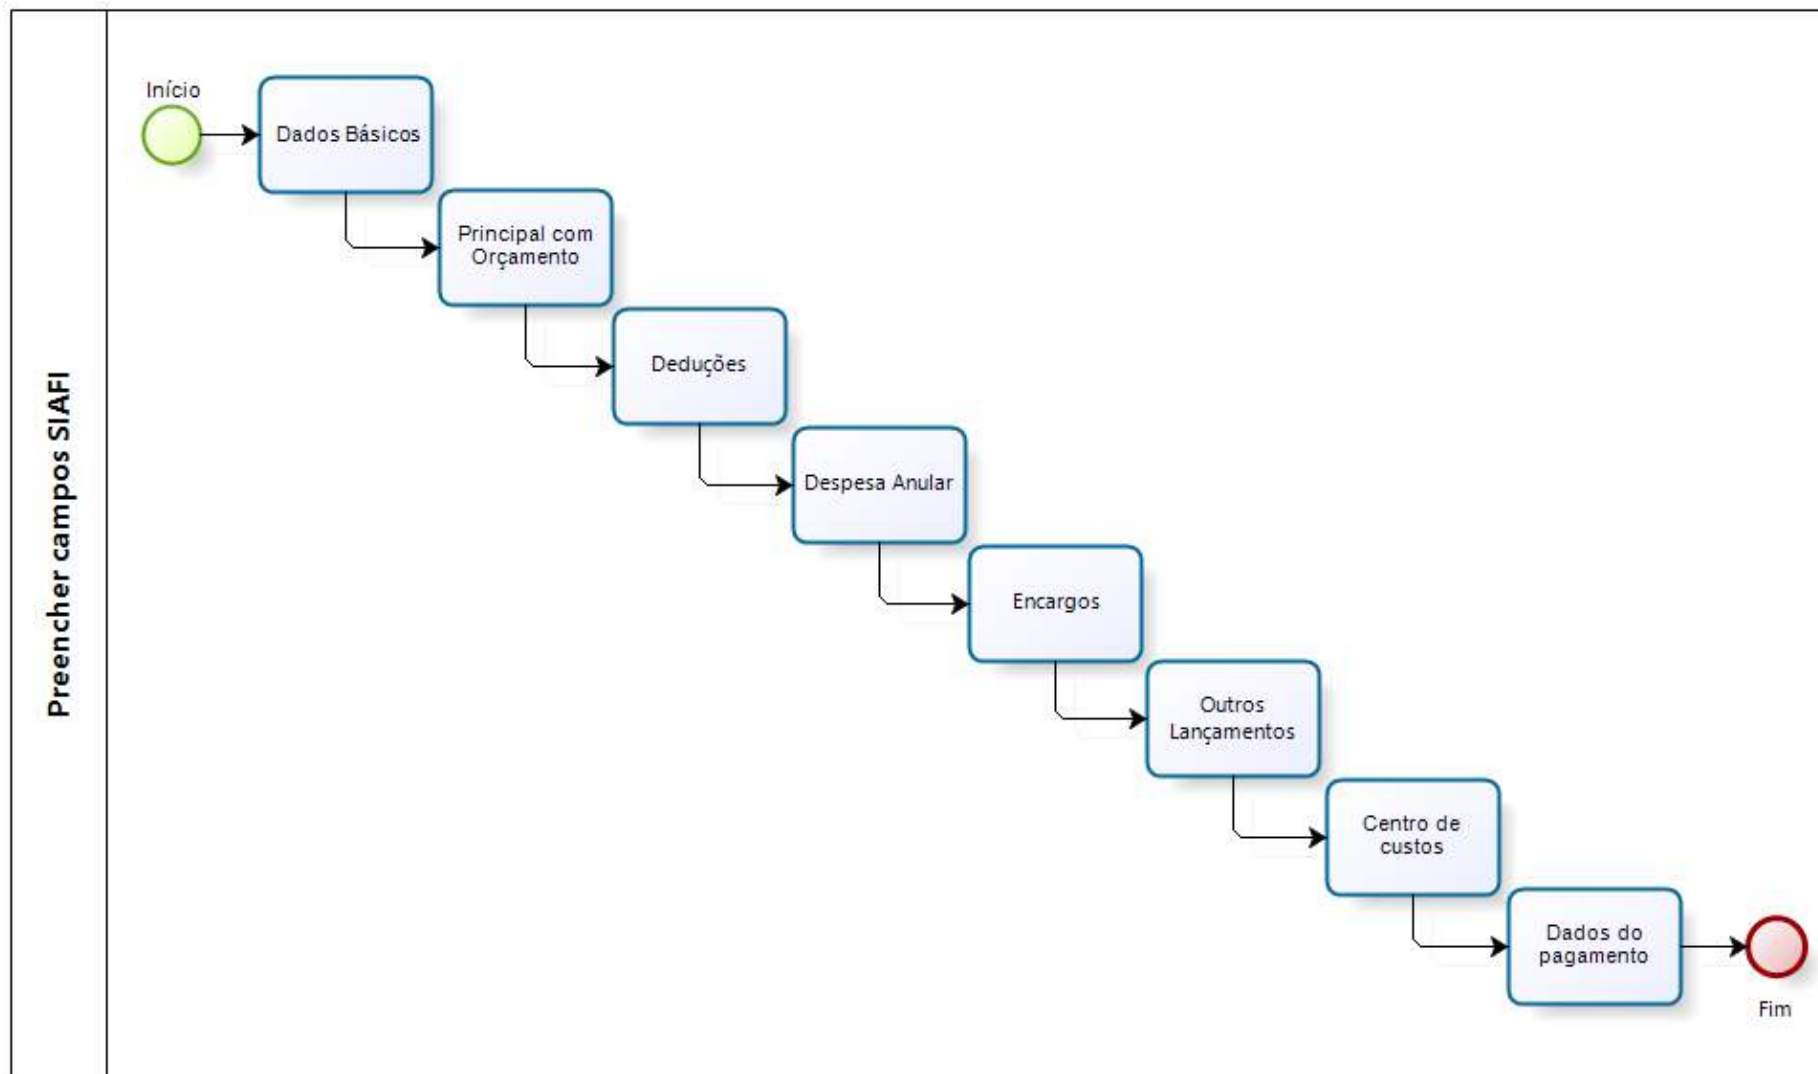 Preencher campos SIAFI
Início
Dados Básicos
Principal com
Orçamento
Deduções
Despesa Anular
Encargos
Outros
Lançamentos
Centro de
custos
Dados do
pagamento
Fim